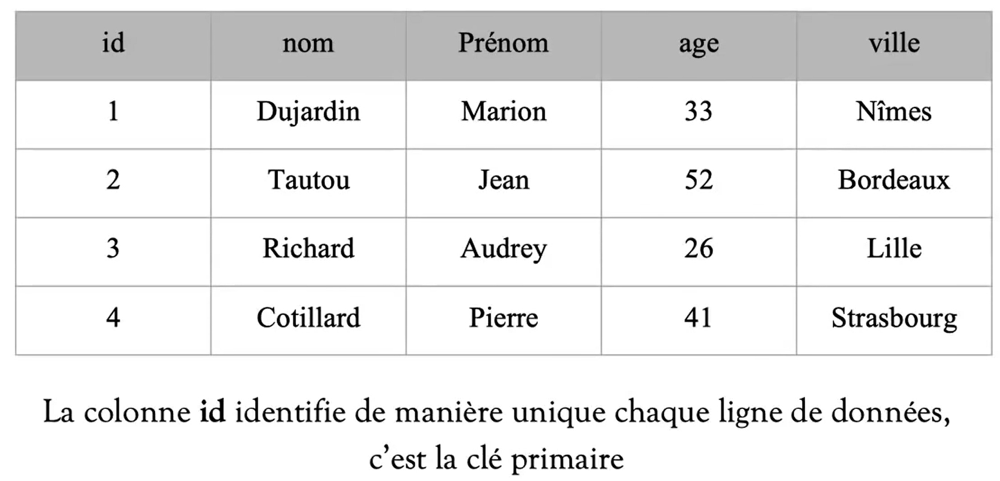 id nom Prénom age ville
1 Dujardin Marion 33 Nîmes
2 Tautou Jean 52 Bordeaux
3 Richard Audrey 26 Lille
4 Cotillard Pierre 41 Strasbourg
La colonne id identifie de manière unique chaque ligne de données,
c’est la clé primaire